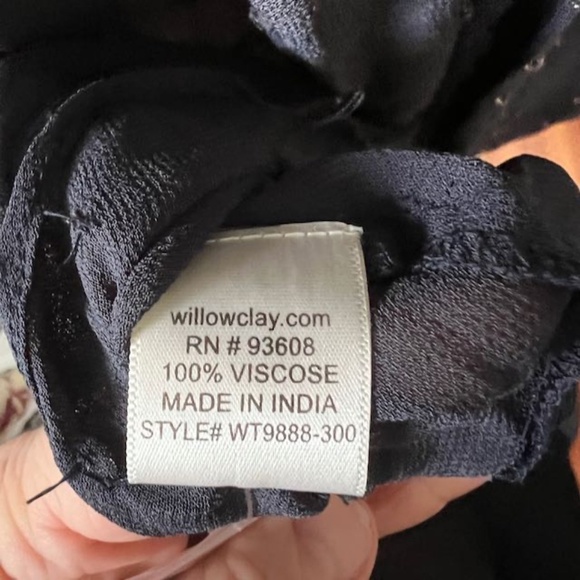 willowclay.com
RN # 93608
100% VISCOSE
MADE IN INDIA
STYLE# WT9888-300